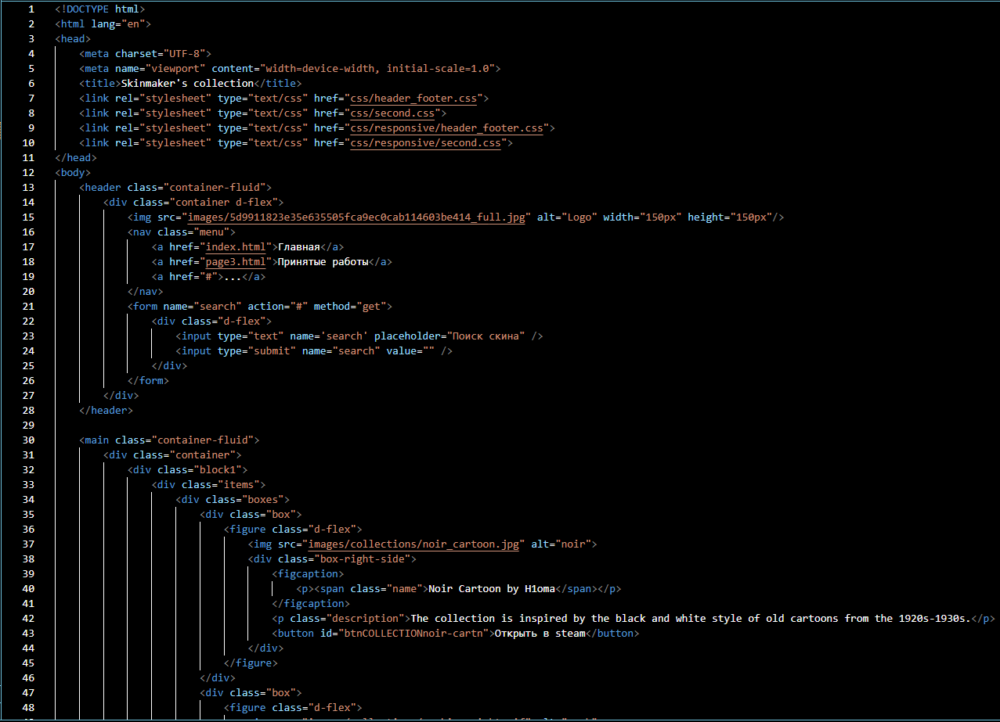 1 <!DOCTYPE html>
2 <html lang="en">
3 <head>
4 <meta charset="UTF-8">
5 <meta name="viewport" content="width=device-width, initial-scale=1.0">
6 <title>Skinmaker's collection</title>
7 <link rel="stylesheet" type="text/css" href="css/header_footer.css">
8 <link rel="stylesheet" type="text/css" href="css/second.css">
9 <link rel="stylesheet" type="text/css" href="css/responsive/header_footer.css">
10 <link rel="stylesheet" type="text/css" href="css/responsive/second.css">
11 </head>
12 <body>
13 <header class="container-fluid">
14 <div class="container d-flex">
15 <img src="images/5d9911823e35e635505fca9ec0cab114603be414_full.jpg" alt="Logo" width="150px" height="150px"/>
16 <nav class="menu">
17 <a href="index.html">Главная</a>
18 <a href="page3.html">Принятые работы</a>
19 <a href="#">...</a>
20 </nav>
21 <form name="search" action="#" method="get">
22 <div class="d-flex">
23 <input type="text" name='search' placeholder="Поиск скина" />
24 <input type="submit" name="search" value="" />
25 </div>
26 </form>
27 </div>
28 </header>
29
30 <main class="container-fluid">
31 <div class="container">
32 <div class="block1">
33 <div class="items">
34 <div class="boxes">
35 <div class="box">
36 <figure class="d-flex">
37 <img src="images/collections/noir_cartoon.jpg" alt="noir">
38 <div class="box-right-side">
39 <figcaption>
40 <p><span class="name">Noir Cartoon by H1oma</span></p>
41 </figcaption>
42 <p class="description">The collection is inspired by the black and white style of old cartoons from the 1920s-1930s.</p>
43 <button id="btnCOLLECTIONnoir-cartn">Открыть в steam</button>
44 </div>
45 </figure>
46 </div>
47 <div class="box">
48 <figure class="d-flex">